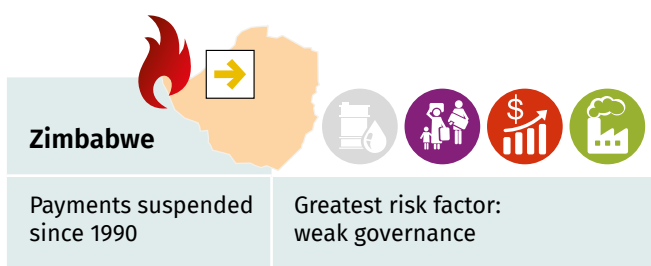 $
Zimbabwe
Payments suspended
since 1990
Greatest risk factor:
weak governance